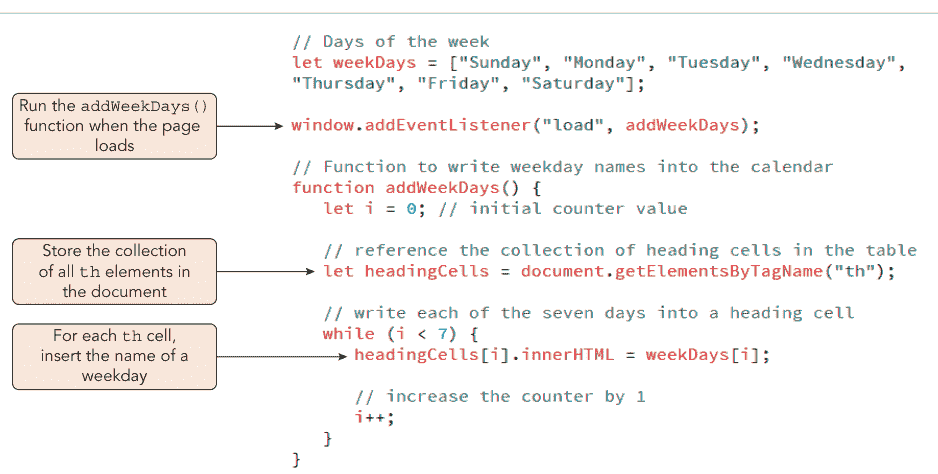 // Days of the week
let weekDays = ["Sunday", "Monday", "Tuesday", "Wednesday",
"Thursday", "Friday", "Saturday"];
Run the addWeekDays()
function when the page
loads
window.addEventListener("load", addWeekDays);
// Function to write weekday names into the calendar
function addWeekDays() {
let i = 0; // initial counter value
Store the collection
of all th elements in
the document
// reference the collection of heading cells in the table
let headingCells = document.getElementsByTagName("th");
// write each of the seven days into a heading cell
while (i < 7) {
For each th cell,
insert the name of a
weekday
headingCells[i].innerHTML = weekDays[i];
// increase the counter by 1
i++;
}
}